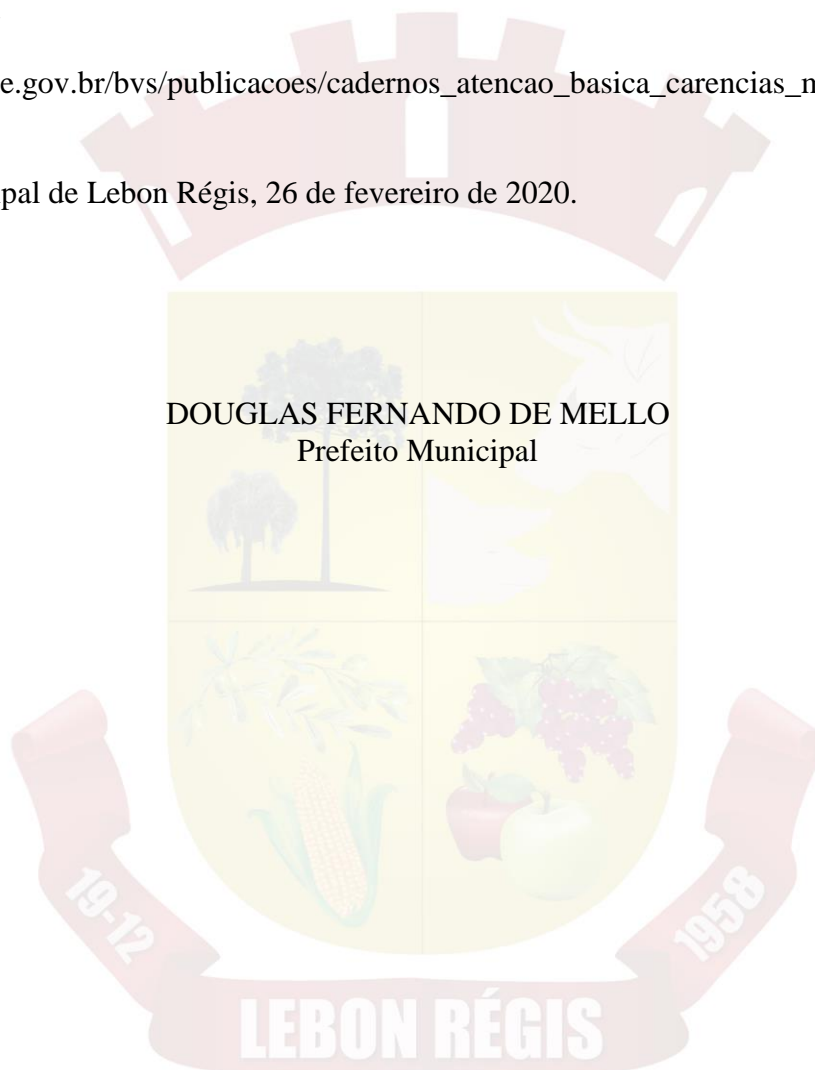 e.gov.br/bvs/publicacoes/cadernos_atencao_basica_carencias_
pal de Lebon Régis, 26 de fevereiro de 2020.
DOUGLAS FERNANDO DE MELLO
Prefeito Municipal
19-12
1958
LEBON RÉGIS